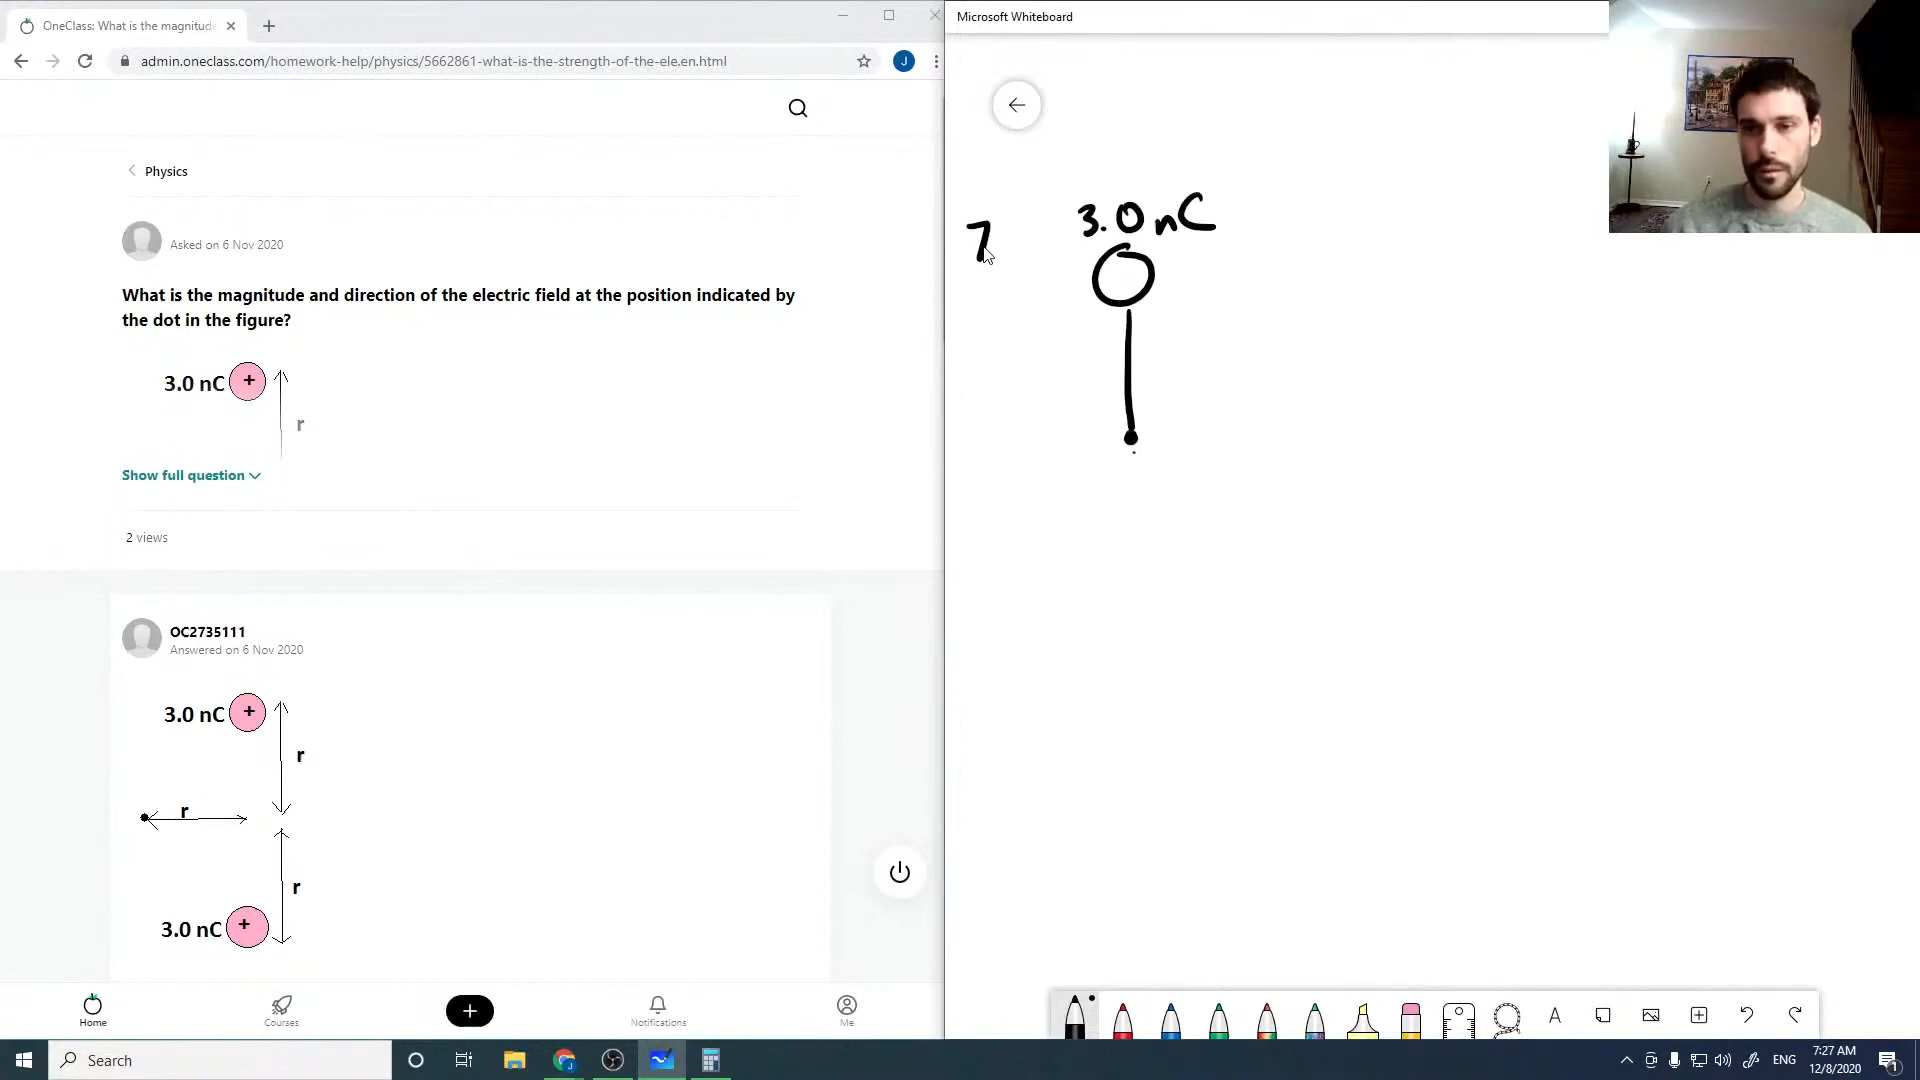 OneClass: What is the magnitude
admin.oneclass.com/homework-help/physics/5662861-what-is-the-strength-of-the-ele.en.html
J
Physics
Asked on 6 Nov 2020
What is the magnitude and direction of the electric field at the position indicated by
the dot in the figure?
3.0 nC +
r
Show full question
2 views
OC2735111
Answered on 6 Nov 2020
3.0 nC +
r
r
r
3.0 nC +
Home
Courses
Notifications
Me
Microsoft Whiteboard
3.0 nC
7
A
Search
ENG
7:27 AM
12/8/2020
1